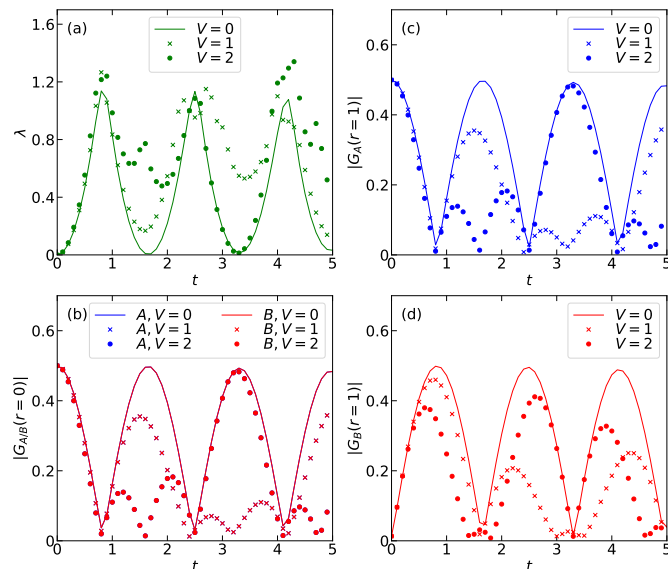 (a)
V = 0
V = 1
V = 2
1.6
1.2
0.8
0.4
0
λ
0 1 2 3 4 5
t
(c)
V = 0
V = 1
V = 2
0.6
0.4
0.2
0
|G_A(r = 1)|
0 1 2 3 4 5
t
(b)
A, V = 0 B, V = 0
A, V = 1 B, V = 1
A, V = 2 B, V = 2
0.6
0.4
0.2
0
|G_{A/B}(r = 0)|
0 1 2 3 4 5
t
(d)
V = 0
V = 1
V = 2
0.6
0.4
0.2
0
|G_B(r = 1)|
0 1 2 3 4 5
t